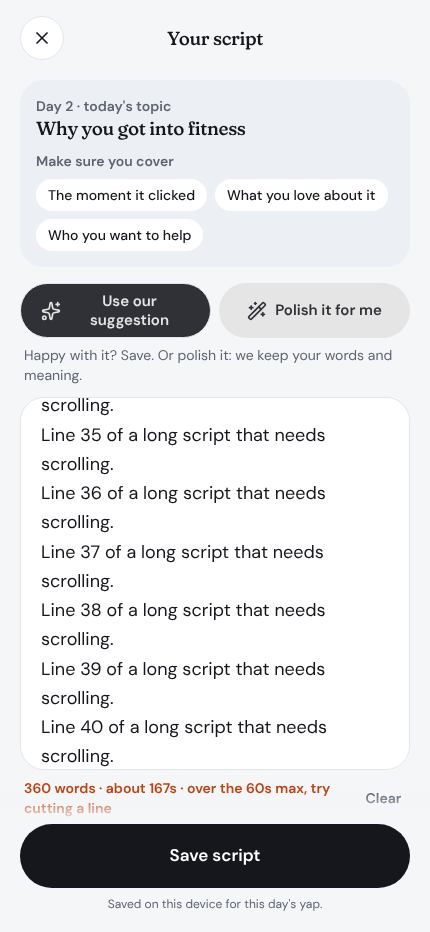 Your script
Day 2 · today's topic
Why you got into fitness
Make sure you cover
The moment it clicked
What you love about it
Who you want to help
Use our
suggestion
Polish it for me
Happy with it? Save. Or polish it: we keep your words and
meaning.
scrolling.
Line 35 of a long script that needs
scrolling.
Line 36 of a long script that needs
scrolling.
Line 37 of a long script that needs
scrolling.
Line 38 of a long script that needs
scrolling.
Line 39 of a long script that needs
scrolling.
Line 40 of a long script that needs
scrolling.
360 words · about 167s · over the 60s max, try
cutting a line
Clear
Save script
Saved on this device for this day's yap.